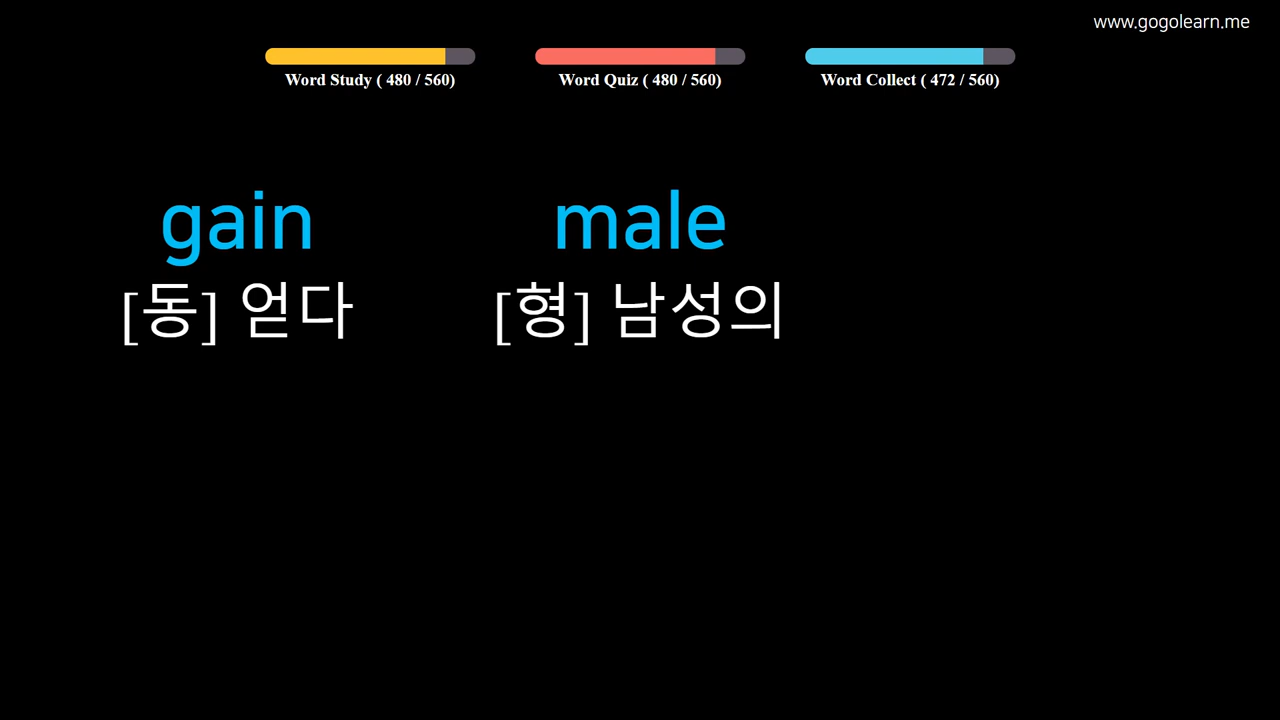 www.gogolearn.me
Word Study ( 480 / 560)
Word Quiz ( 480 / 560)
Word Collect ( 472 / 560)
gain
[동] 얻다
male
[형] 남성의